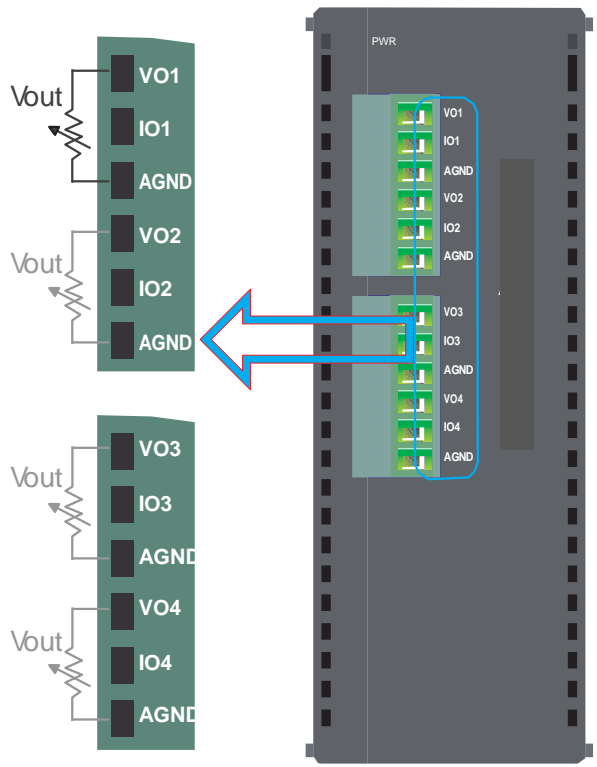 VO1
Vout
IO1
AGND
VO2
Vout
IO2
AGND
VO3
Vout
IO3
AGND
VO4
Vout
IO4
AGND
PWR
VO1
IO1
AGND
VO2
IO2
AGND
VO3
IO3
AGND
VO4
IO4
AGND